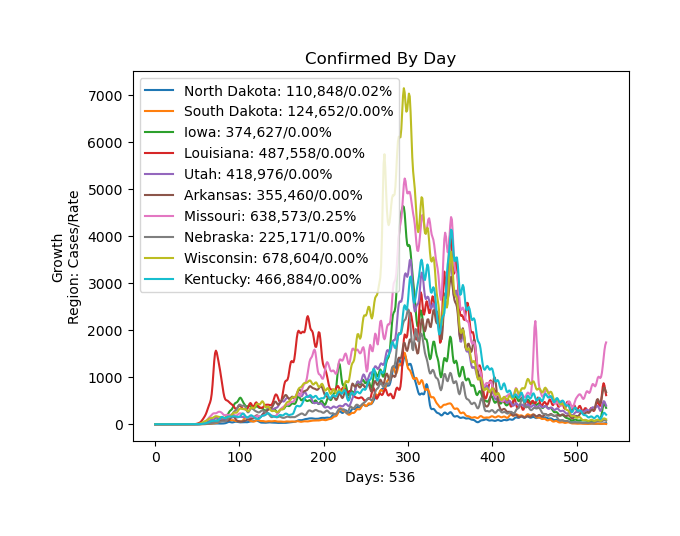 Confirmed By Day
Growth
Region: Cases/Rate
7000
6000
5000
4000
3000
2000
1000
0
North Dakota: 110,848/0.02%
South Dakota: 124,652/0.00%
Iowa: 374,627/0.00%
Louisiana: 487,558/0.00%
Utah: 418,976/0.00%
Arkansas: 355,460/0.00%
Missouri: 638,573/0.25%
Nebraska: 225,171/0.00%
Wisconsin: 678,604/0.00%
Kentucky: 466,884/0.00%
0 100 200 300 400 500
Days: 536